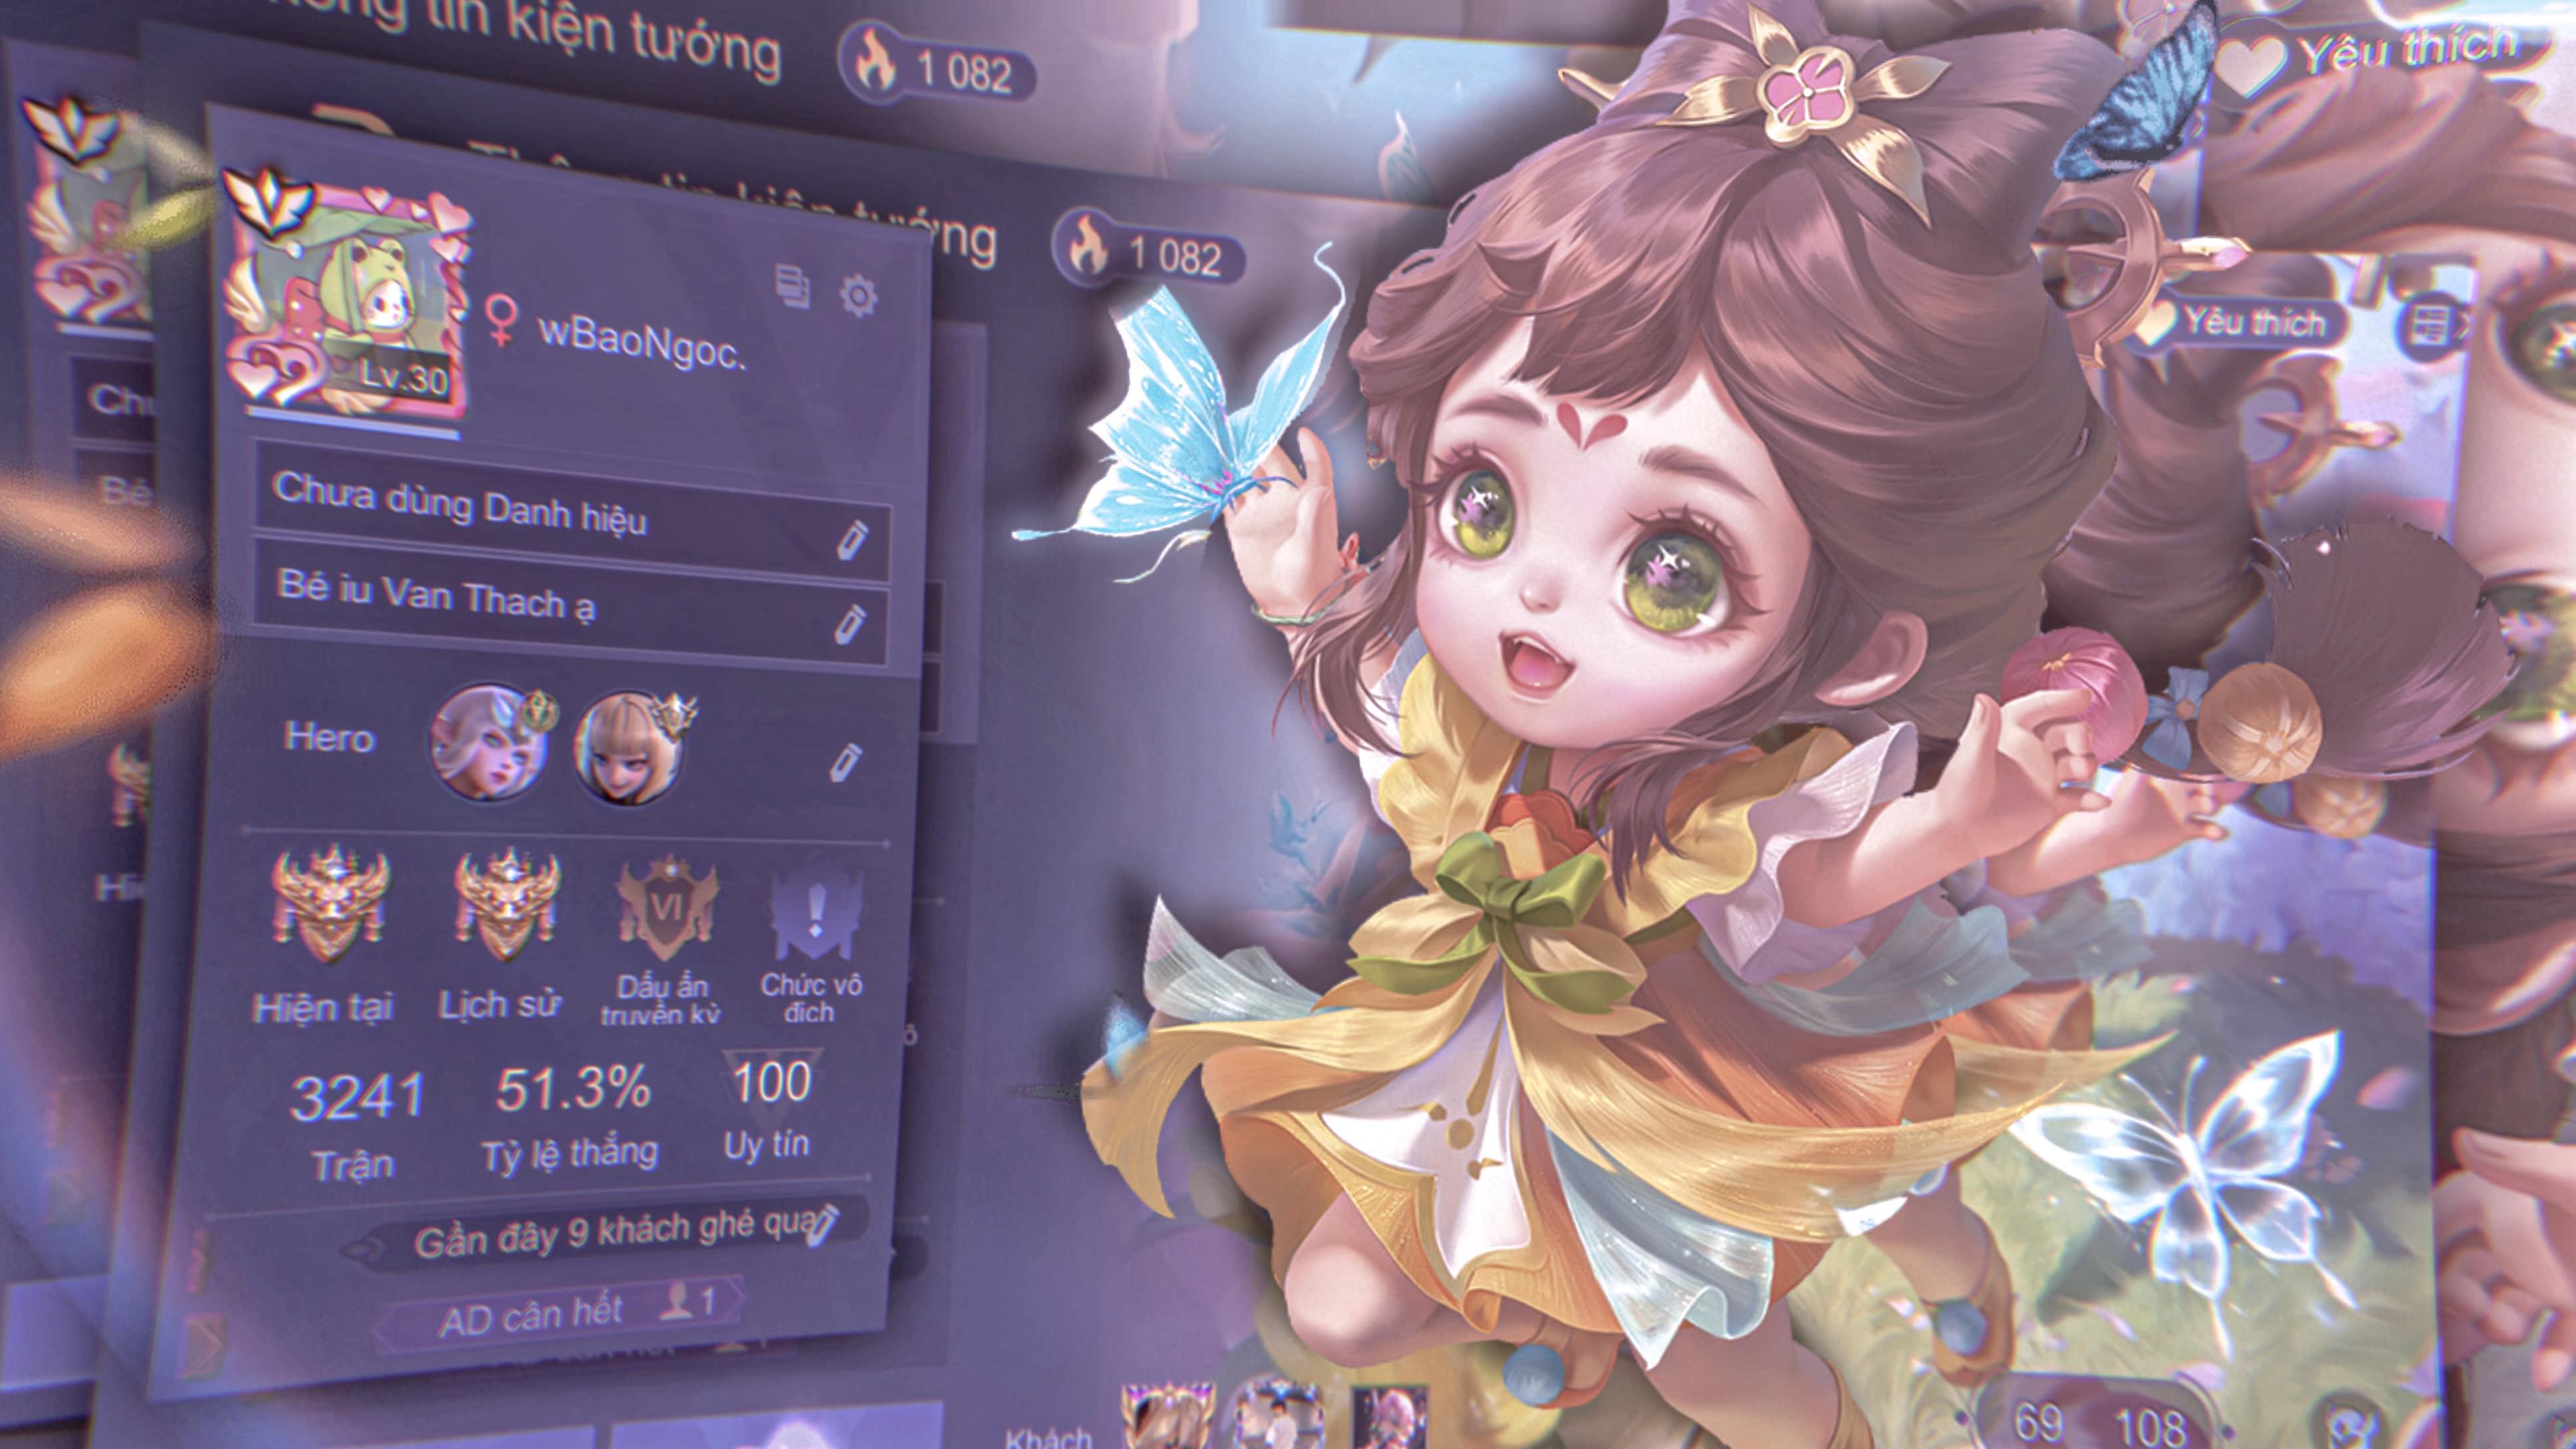 tin kiện tướng
1 082
Yêu thích
tướng
1 082
Yêu thích
wBaoNgoc.
Lv.30
Chưa dùng Danh hiệu
Bé iu Van Thach ạ
Hero
VI
Hiện tại
Lịch sử
Dấu ấn
truyền kỳ
Chức vô
địch
3241
51.3%
100
Trận
Tỷ lệ thắng
Uy tín
Gần đây 9 khách ghé qua
AD cân hết
1
Khách
69
108